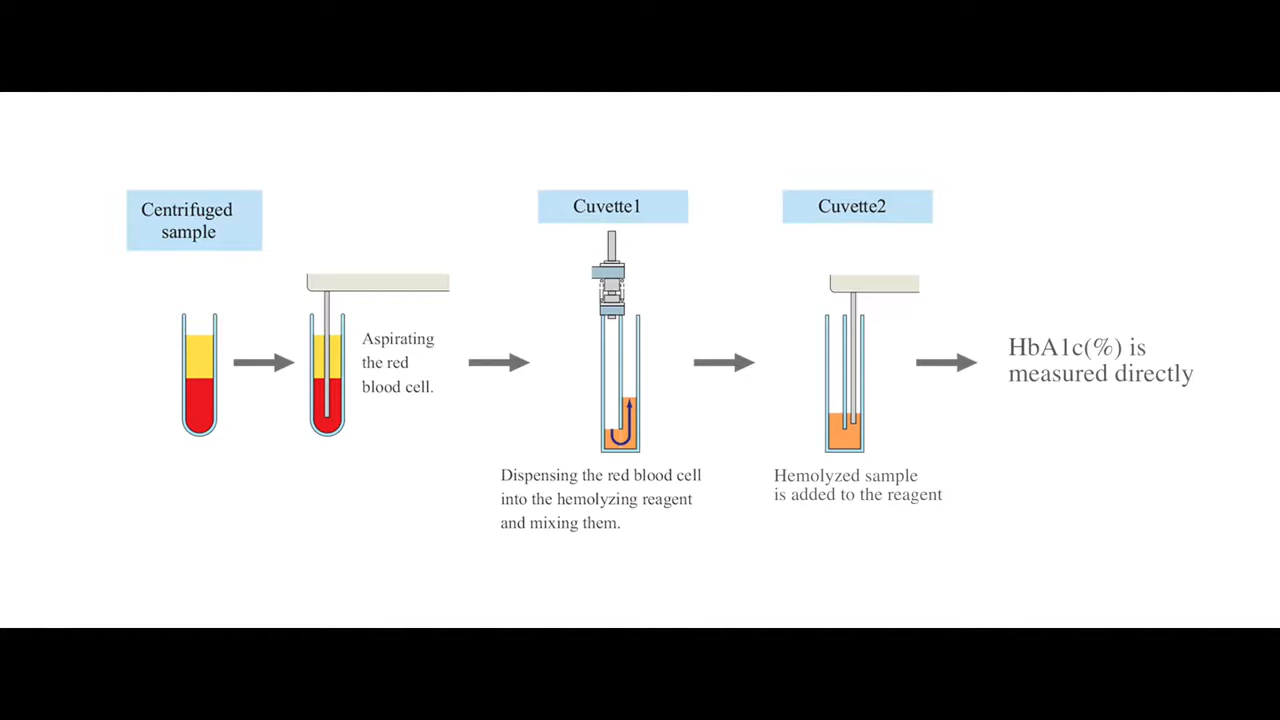 Centrifuged
sample
Aspirating
the red
blood cell.
Cuvette1
Dispensing the red blood cell
into the hemolyzing reagent
and mixing them.
Cuvette2
Hemolyzed sample
is added to the reagent
HbA1c(%) is
measured directly